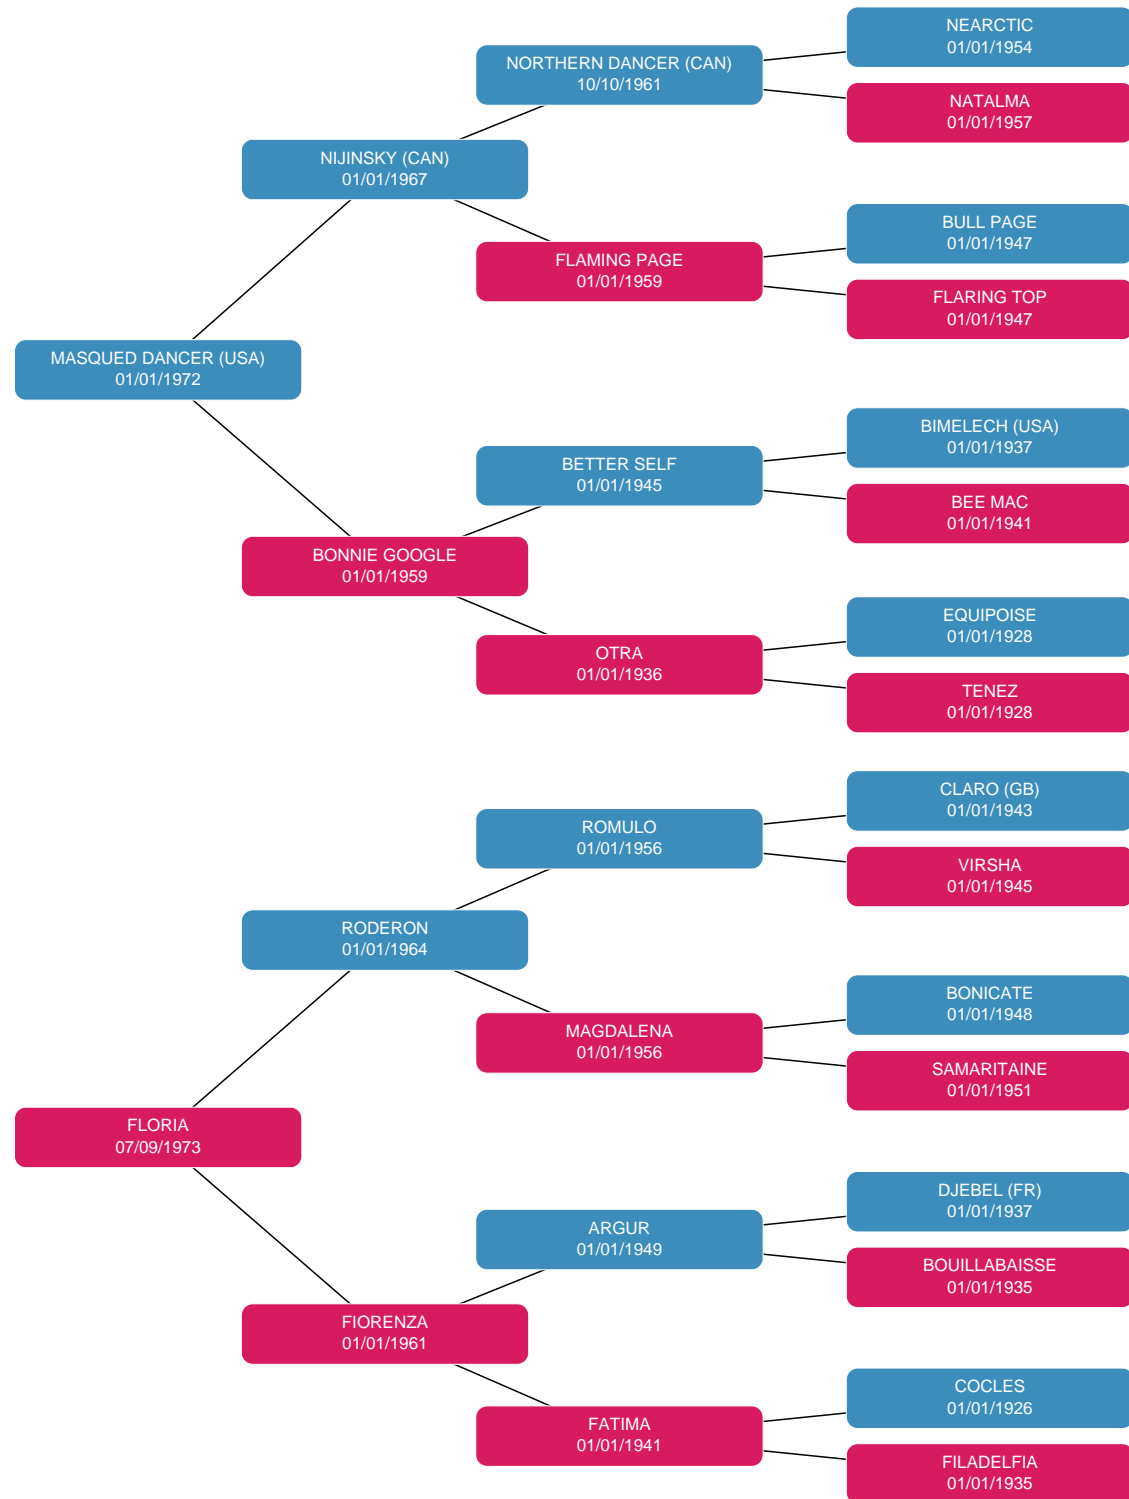 NEARCTIC
01/01/1954
NORTHERN DANCER (CAN)
10/10/1961
NATALMA
01/01/1957
NIJINSKY (CAN)
01/01/1967
BULL PAGE
01/01/1947
FLAMING PAGE
01/01/1959
FLARING TOP
01/01/1947
MASQUED DANCER (USA)
01/01/1972
BIMELECH (USA)
01/01/1937
BETTER SELF
01/01/1945
BEE MAC
01/01/1941
BONNIE GOOGLE
01/01/1959
EQUIPOISE
01/01/1928
OTRA
01/01/1936
TENEZ
01/01/1928
CLARO (GB)
01/01/1943
ROMULO
01/01/1956
VIRSHA
01/01/1945
RODERON
01/01/1964
BONICATE
01/01/1948
MAGDALENA
01/01/1956
SAMARITAINE
01/01/1951
FLORIA
07/09/1973
DJEBEL (FR)
01/01/1937
ARGUR
01/01/1949
BOUILLABAISSE
01/01/1935
FIORENZA
01/01/1961
COCLES
01/01/1926
FATIMA
01/01/1941
FILADELFIA
01/01/1935